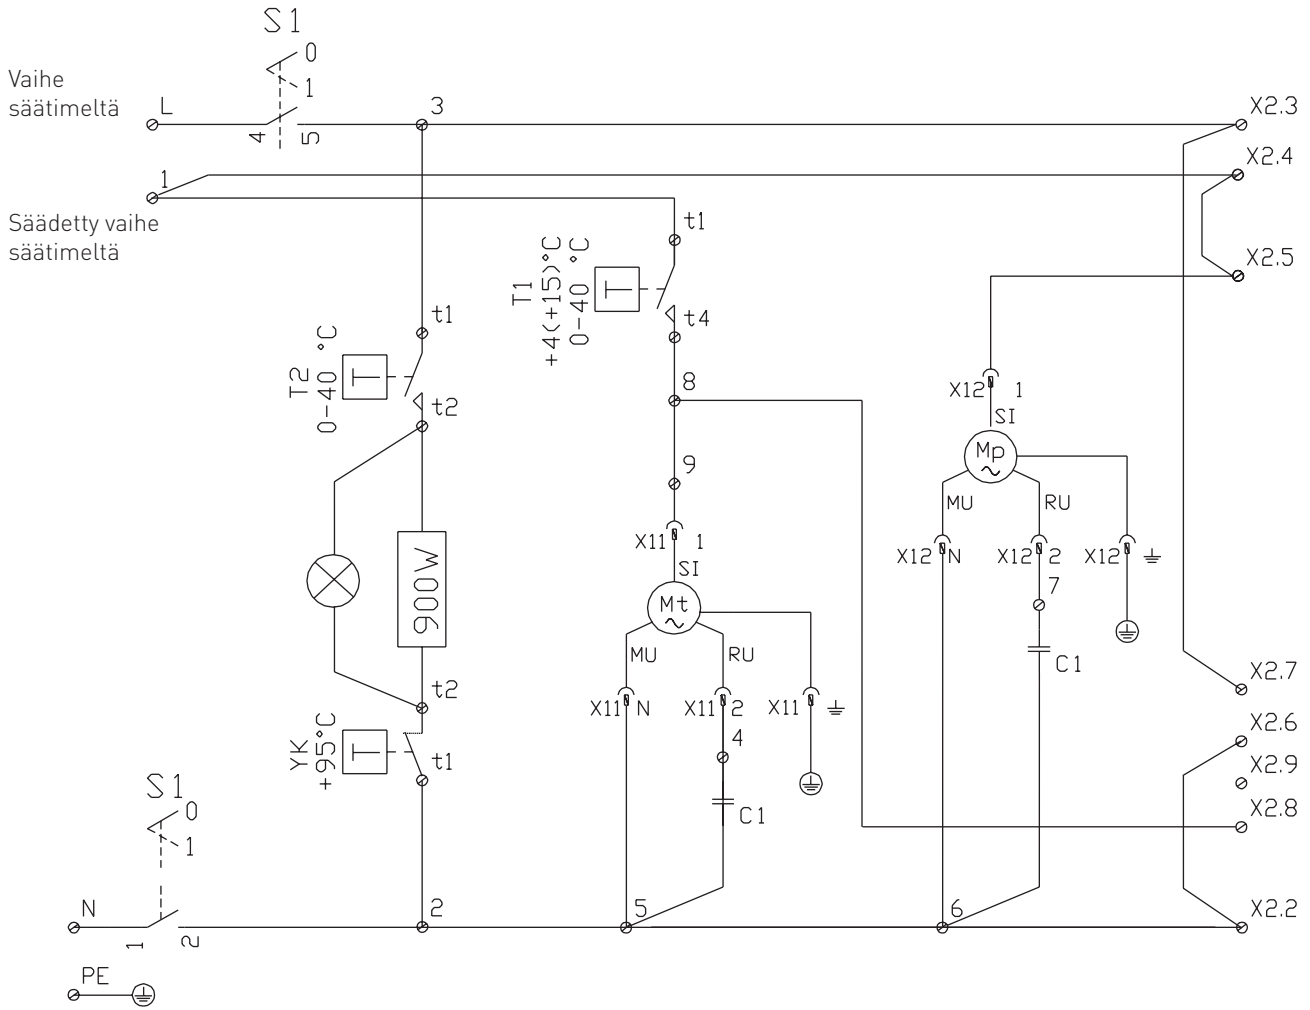 S1
0
1
Vaihe
säätimeltä
L
4
5
3
X2.3
X2.4
1
Säädetty vaihe
säätimeltä
X2.5
t1
T1
+4(+15)°C
0-40 °C
T
t4
t1
T2
0-40 °C
T
t2
8
X12 1
SI
Mp
MU
RU
9
X11 1
SI
X12 N
X12 2
X12
7
900W
Mt
MU
RU
C1
X2.7
t2
X11 N
X11 2
X11
4
X2.6
YK
+95°C
T
t1
X2.9
S1
0
1
C1
X2.8
N
1
2
2
5
6
X2.2
PE